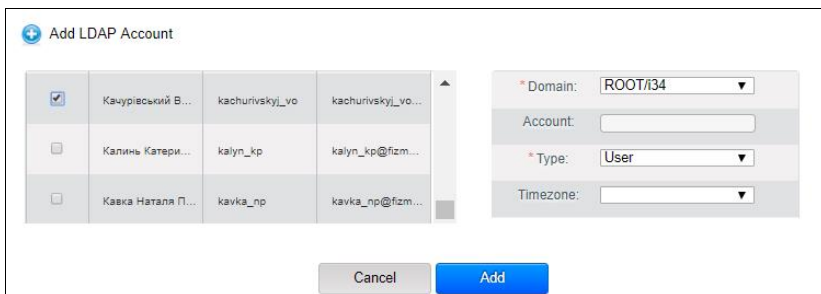 Add LDAP Account
Качурівський В... kachurivskyj_vo kachurivskyj_vo...
Калинь Катери... kalyn_kp kalyn_kp@fizm...
Кавка Наталя П... kavka_np kavka_np@fizm...
* Domain: ROOT/i34
Account:
* Type: User
Timezone:
Cancel Add